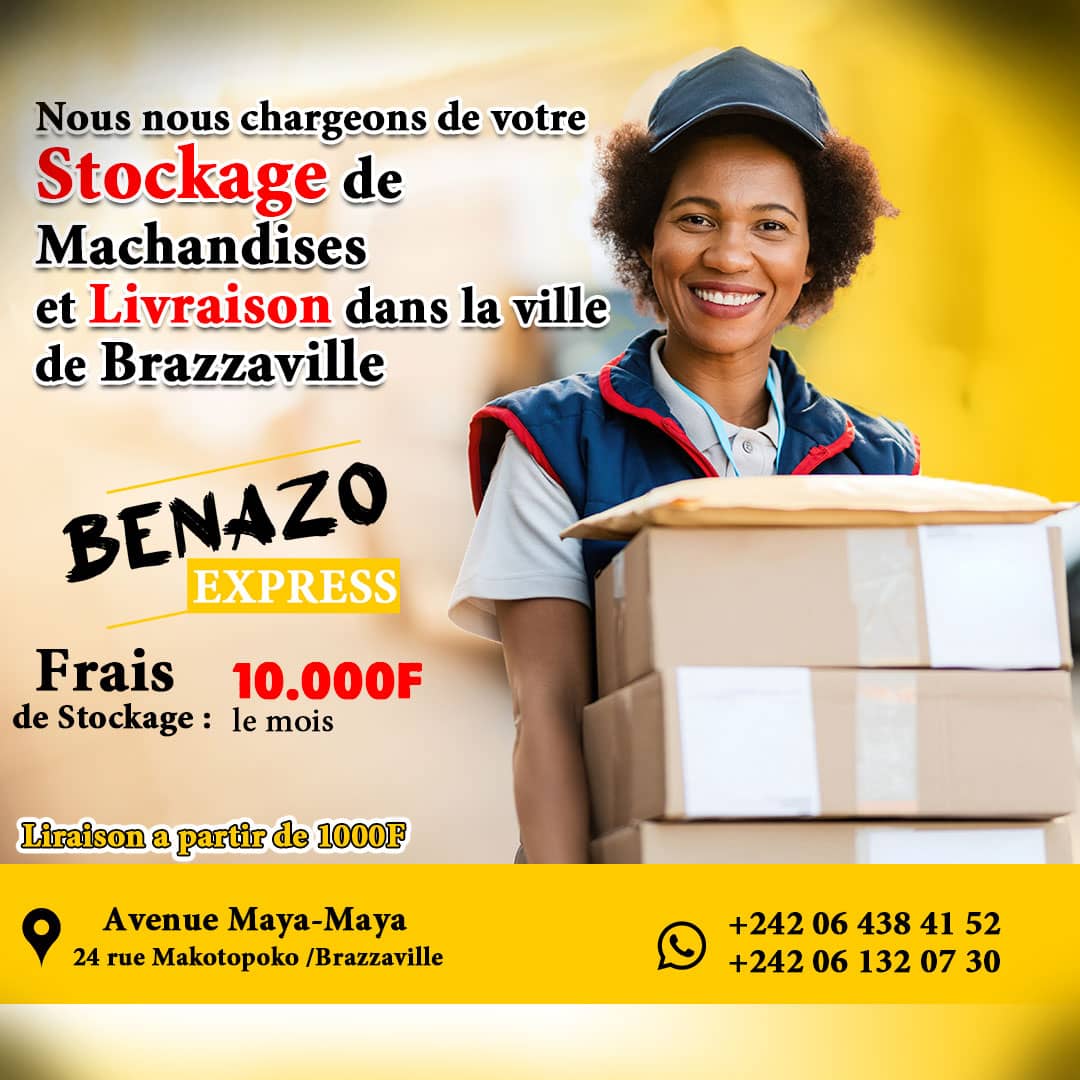 Nous nous chargeons de votre
Stockage de
Machandises
et Livraison dans la ville
de Brazzaville
BENAZO
EXPRESS
Frais
de Stockage :
10.000F
le mois
Liraison a partir de 1000F
Avenue Maya-Maya
24 rue Makotopoko /Brazzaville
+242 06 438 41 52
+242 06 132 07 30